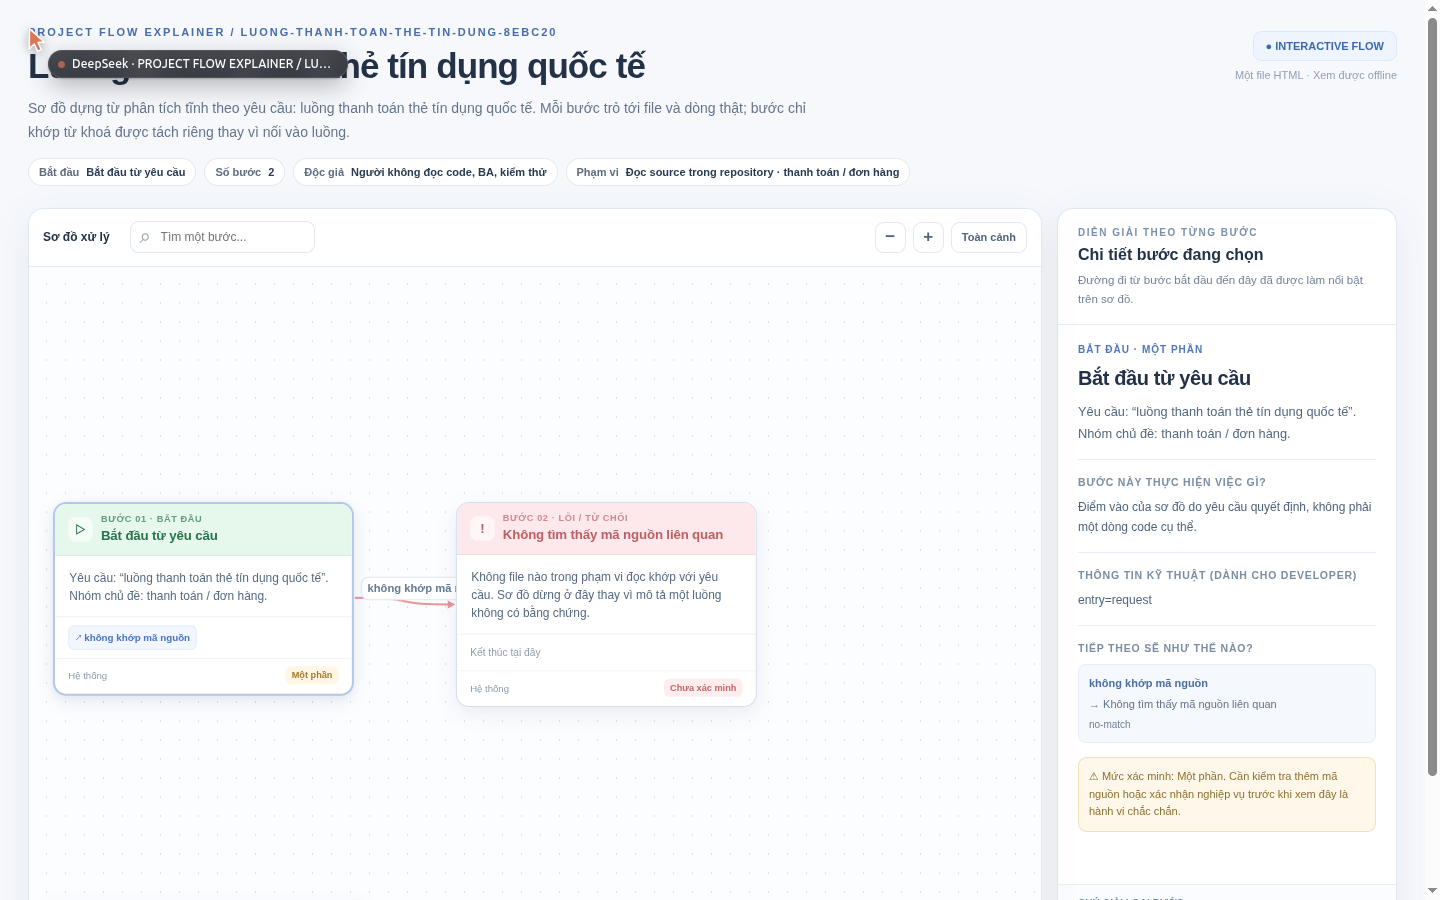 PROJECT FLOW EXPLAINER / LUONG-THANH-TOAN-THE-TIN-DUNG-8EBC20
DeepSeek · PROJECT FLOW EXPLAINER / LU...
thẻ tín dụng quốc tế
● INTERACTIVE FLOW
Một file HTML · Xem được offline
Sơ đồ dựng từ phân tích tĩnh theo yêu cầu: luồng thanh toán thẻ tín dụng quốc tế. Mỗi bước trỏ tới file và dòng thật; bước chỉ
khớp từ khoá được tách riêng thay vì nối vào luồng.
Bắt đầu Bắt đầu từ yêu cầu
Số bước 2
Độc giả Người không đọc code, BA, kiểm thử
Phạm vi Đọc source trong repository · thanh toán / đơn hàng
Sơ đồ xử lý
Tìm một bước...
−
+
Toàn cảnh
BƯỚC 01 · BẮT ĐẦU
Bắt đầu từ yêu cầu
Yêu cầu: “luồng thanh toán thẻ tín dụng quốc tế”.
Nhóm chủ đề: thanh toán / đơn hàng.
↗ không khớp mã nguồn
Hệ thống
Một phần
không khớp mã
BƯỚC 02 · LỖI / TỪ CHỐI
! Không tìm thấy mã nguồn liên quan
Không file nào trong phạm vi đọc khớp với yêu
cầu. Sơ đồ dừng ở đây thay vì mô tả một luồng
không có bằng chứng.
Kết thúc tại đây
Hệ thống
Chưa xác minh
DIỄN GIẢI THEO TỪNG BƯỚC
Chi tiết bước đang chọn
Đường đi từ bước bắt đầu đến đây đã được làm nổi bật
trên sơ đồ.
BẮT ĐẦU · MỘT PHẦN
Bắt đầu từ yêu cầu
Yêu cầu: “luồng thanh toán thẻ tín dụng quốc tế”.
Nhóm chủ đề: thanh toán / đơn hàng.
BƯỚC NÀY THỰC HIỆN VIỆC GÌ?
Điểm vào của sơ đồ do yêu cầu quyết định, không phải
một dòng code cụ thể.
THÔNG TIN KỸ THUẬT (DÀNH CHO DEVELOPER)
entry=request
TIẾP THEO SẼ NHƯ THẾ NÀO?
không khớp mã nguồn
→ Không tìm thấy mã nguồn liên quan
no-match
⚠ Mức xác minh: Một phần. Cần kiểm tra thêm mã
nguồn hoặc xác nhận nghiệp vụ trước khi xem đây là
hành vi chắc chắn.